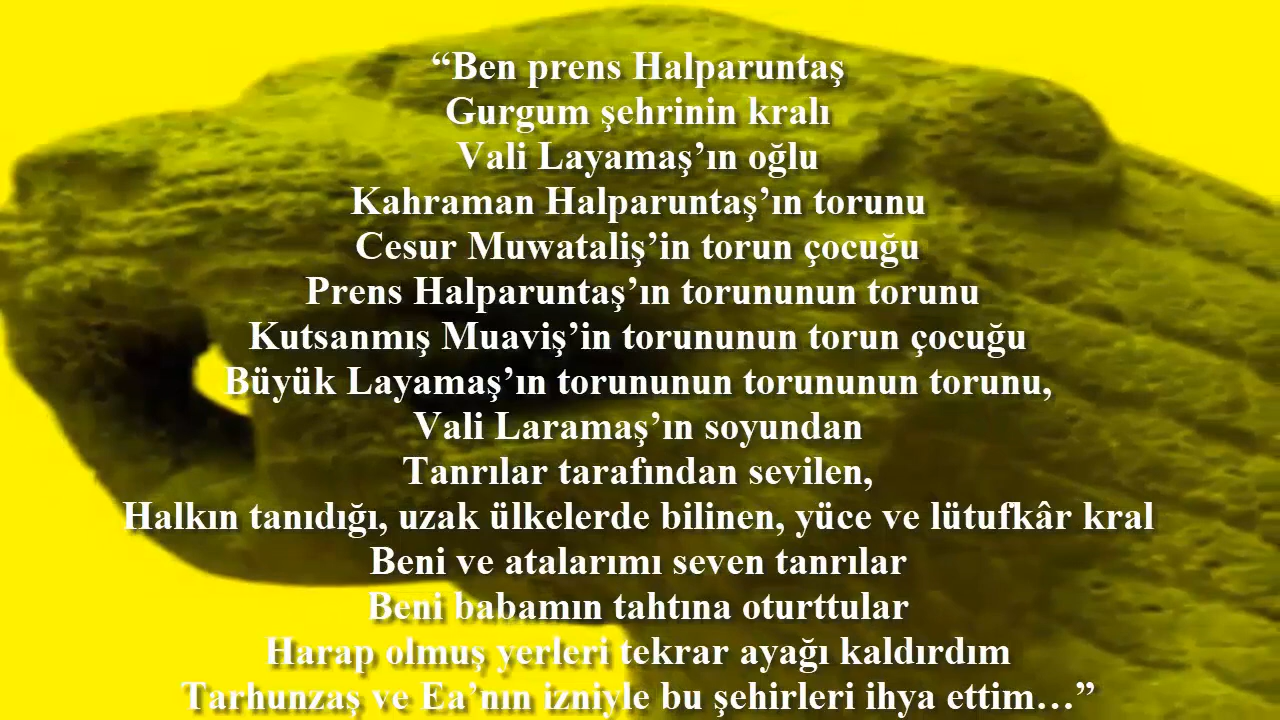 “Ben prens Halparuntaş
Gurgum şehrinin kralı
Vali Layamaş’ın oğlu
Kahraman Halparuntaş’ın torunu
Cesur Muwataliş’in torun çocuğu
Prens Halparuntaş’ın torununun torunu
Kutsanmış Muaviş’in torununun torun çocuğu
Büyük Layamaş’ın torununun torununun torunu,
Vali Laramaş’ın soyundan
Tanrılar tarafından sevilen,
Halkın tanıdığı, uzak ülkelerde bilinen, yüce ve lütufkâr kral
Beni ve atalarımı seven tanrılar
Beni babamın tahtına oturttular
Harap olmuş yerleri tekrar ayağı kaldırdım
Tarhunzaş ve Ea’nın izniyle bu şehirleri ihya ettim…”